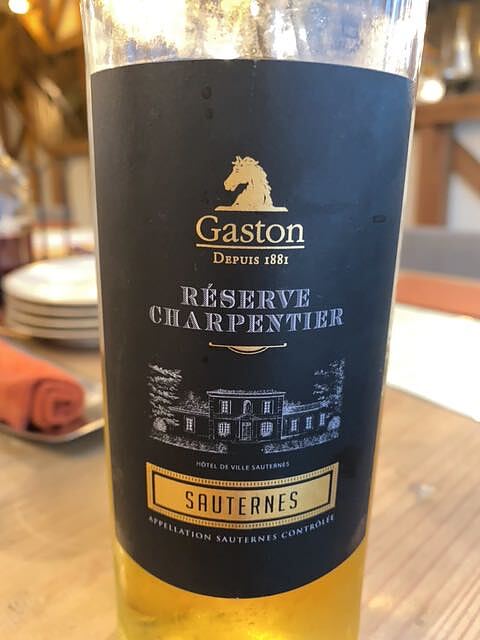 Gaston
DEPUIS 1881
RÉSERVE
CHARPENTIER
HÔTEL DE VILLE SAUTERNES
SAUTERNES
APPELLATION SAUTERNES CONTRÔLÉE